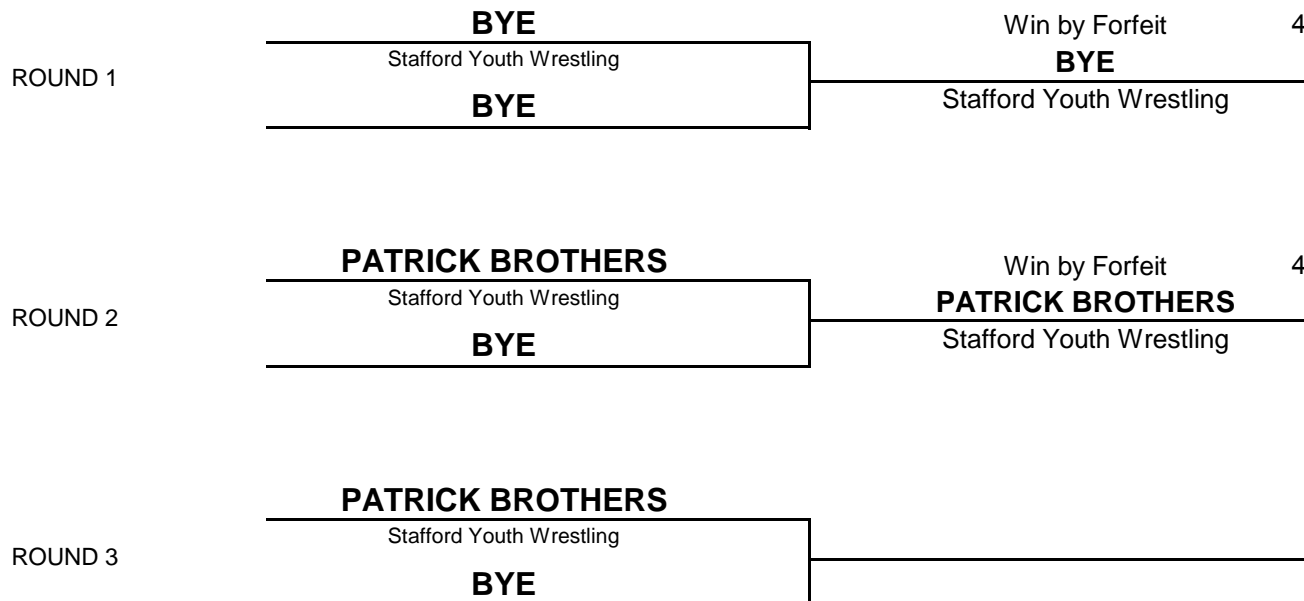 BYE
Win by Forfeit 4
Stafford Youth Wrestling
BYE
ROUND 1
BYE
Stafford Youth Wrestling
PATRICK BROTHERS
Win by Forfeit 4
Stafford Youth Wrestling
PATRICK BROTHERS
ROUND 2
BYE
Stafford Youth Wrestling
PATRICK BROTHERS
Stafford Youth Wrestling
ROUND 3
BYE